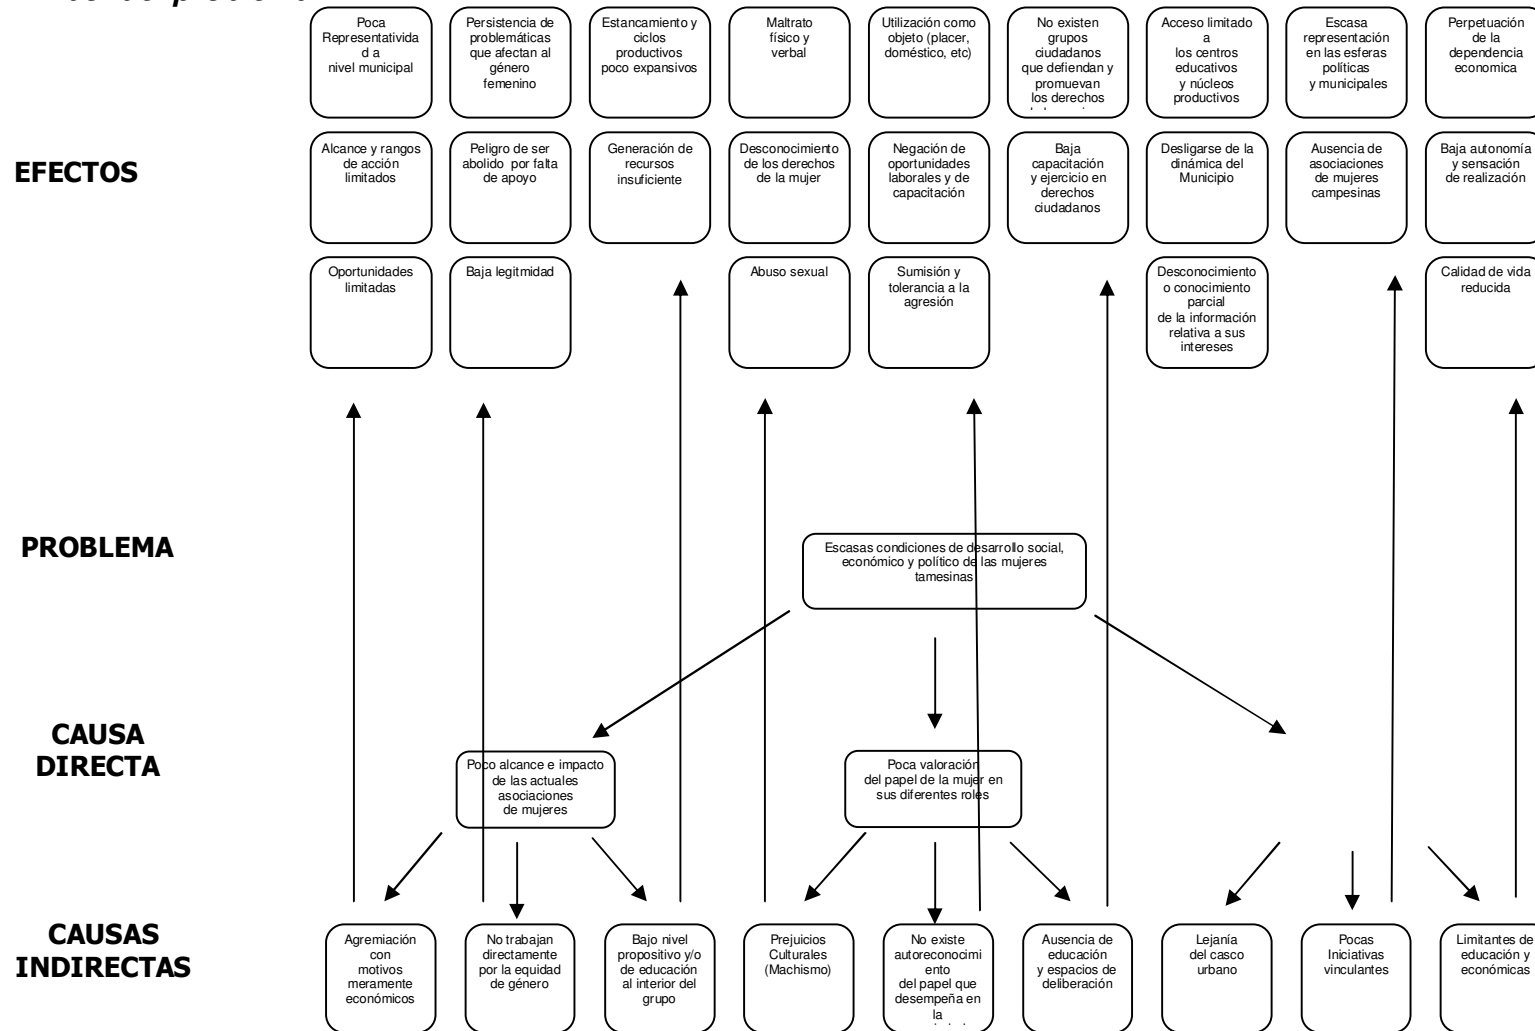 Poca
Representativida
d a
nivel municipal
Persistencia de
problemáticas
que afectan al
género
femenino
Estancamiento y
ciclos
productivos
poco expansivos
Maltrato
físico y
verbal
Utilización como
objeto (placer,
doméstico, etc)
No existen
grupos
ciudadanos
que defiendan y
promuevan
los derechos
Acceso limitado
a
los centros
educativos
y núcleos
productivos
Escasa
representación
en las esferas
políticas
y municipales
Perpetuación
de la
dependencia
economica
EFECTOS
Alcance y rangos
de acción
limitados
Peligro de ser
abolido por falta
de apoyo
Generación de
recursos
insuficiente
Desconocimiento
de los derechos
de la mujer
Negación de
oportunidades
laborales y de
capacitación
Baja
capacitación
y ejercicio en
derechos
ciudadanos
Desligarse de la
dinámica del
Municipio
Ausencia de
asociaciones
de mujeres
campesinas
Baja autonomía
y sensación
de realización
Oportunidades
limitadas
Baja legitmidad
Abuso sexual
Sumisión y
tolerancia a la
agresión
Desconocimiento
o conocimiento
parcial
de la información
relativa a sus
intereses
Calidad de vida
reducida
PROBLEMA
Escasas condiciones de desarrollo social,
económico y político de las mujeres
tamesinas
CAUSA
DIRECTA
Poco alcance e impacto
de las actuales
asociaciones
de mujeres
Poca valoración
del papel de la mujer en
sus diferentes roles
CAUSAS
INDIRECTAS
Agremiación
con
motivos
meramente
económicos
No trabajan
directamente
por la equidad
de género
Bajo nivel
propositivo y/o
de educación
al interior del
grupo
Prejuicios
Culturales
(Machismo)
No existe
autoreconocimi
ento
del papel que
desempeña en
la
Ausencia de
educación
y espacios de
deliberación
Lejanía
del casco
urbano
Pocas
Iniciativas
vinculantes
Limitantes de
educación y
económicas